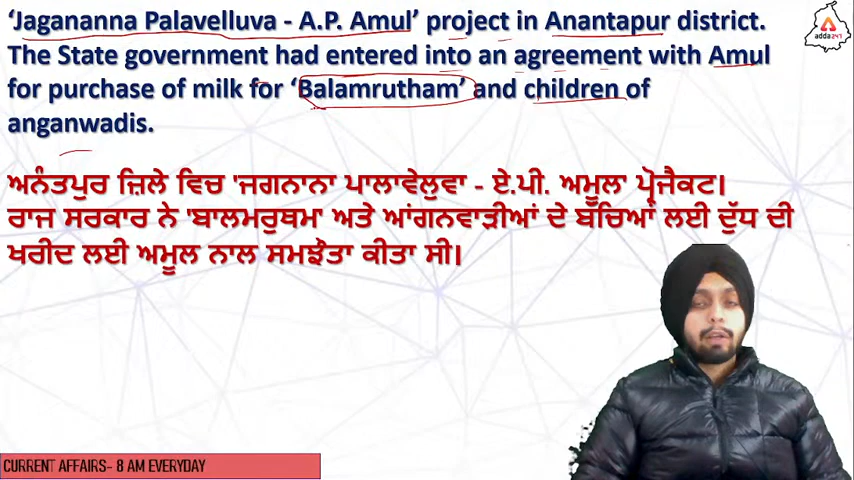 ‘Jagananna Palavelluva - A.P. Amul’ project in Anantapur district.
The State government had entered into an agreement with Amul
for purchase of milk for ‘Balamrutham’ and children of
anganwadis.
ਅਨੰਤਪੁਰ ਜ਼ਿਲੇ ਵਿਚ 'ਜਗਨਾਨਾ ਪਾਲਾਵੇਲੁਵਾ - ਏ.ਪੀ. ਅਮੂਲਾ ਪ੍ਰੋਜੈਕਟ।
ਰਾਜ ਸਰਕਾਰ ਨੇ 'ਬਾਲਮਰੁਥਮਾ' ਅਤੇ ਆਂਗਨਵਾੜੀਆਂ ਦੇ ਬੱਚਿਆਂ ਲਈ ਦੁੱਧ ਦੀ
ਖਰੀਦ ਲਈ ਅਮੂਲ ਨਾਲ ਸਮਝੌਤਾ ਕੀਤਾ ਸੀ।
adda247
CURRENT AFFAIRS- 8 AM EVERYDAY